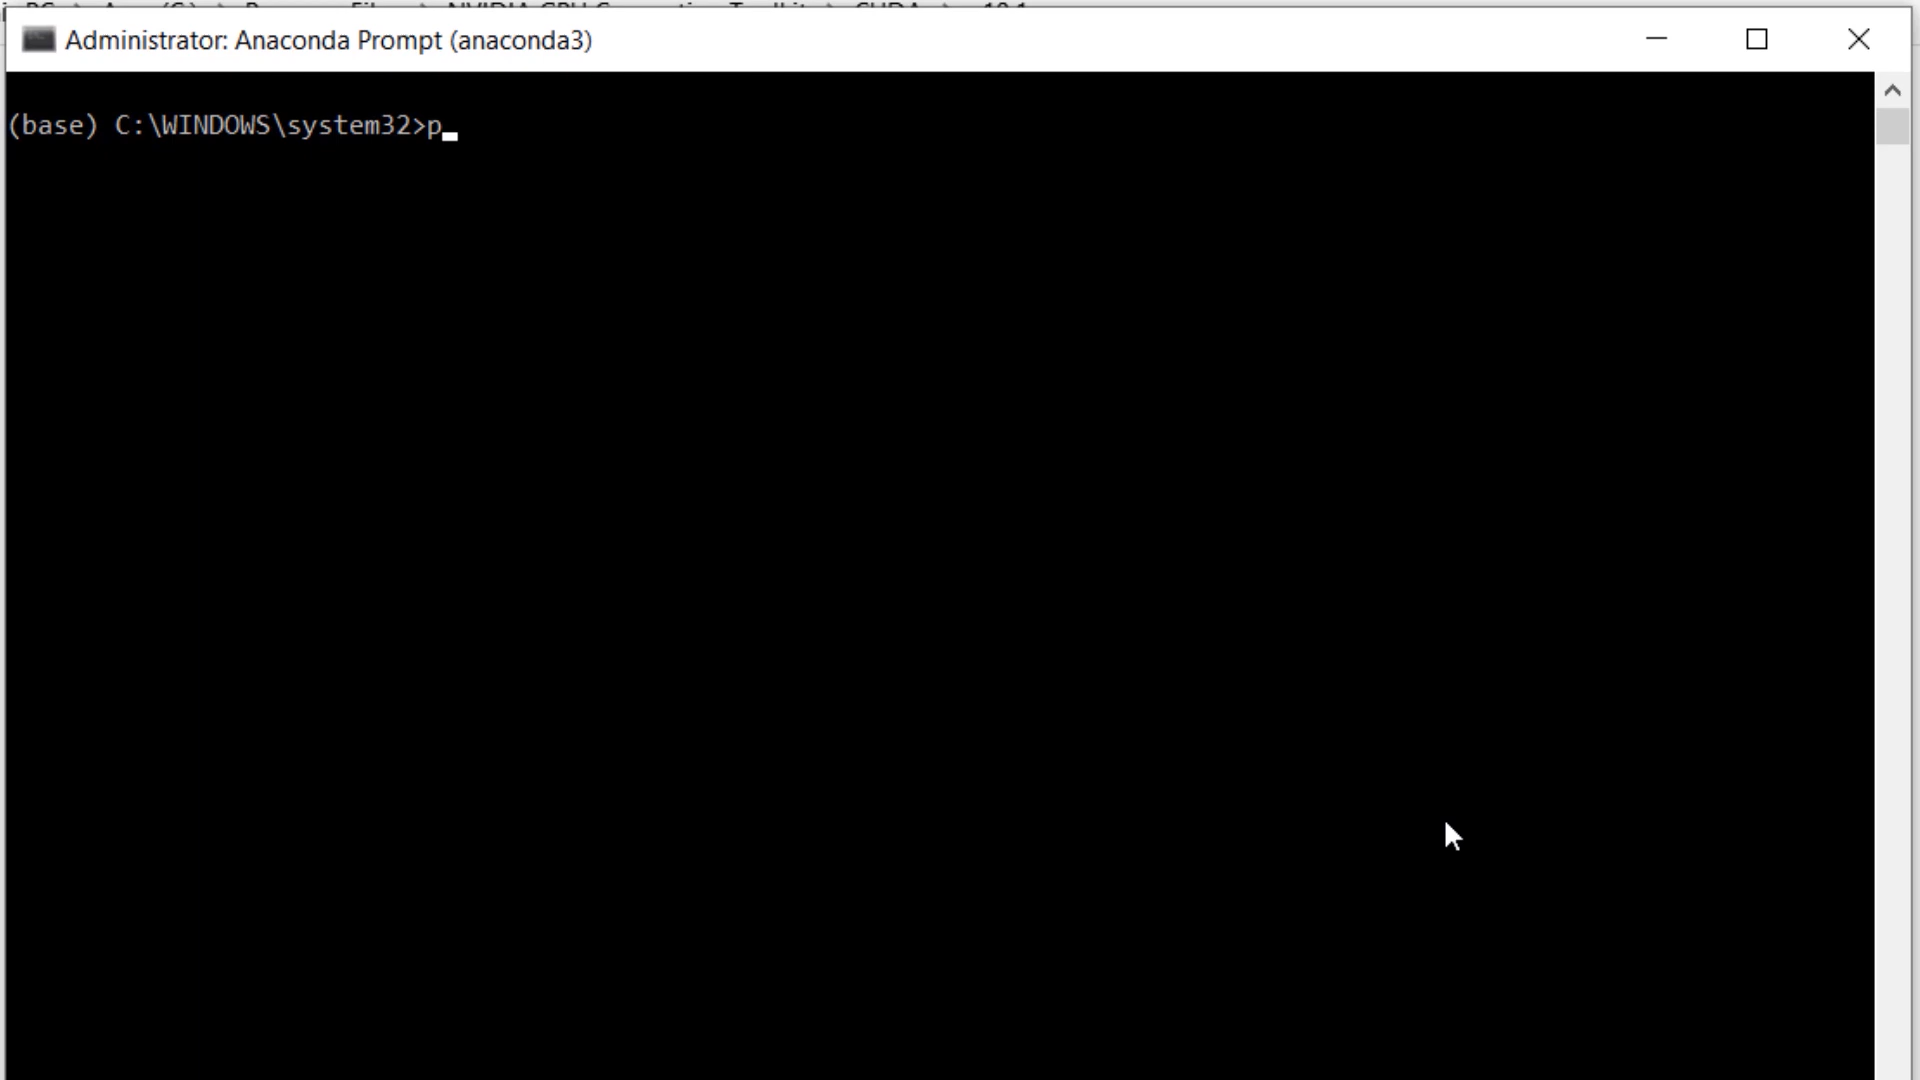 Administrator: Anaconda Prompt (anaconda3)
(base) C:\WINDOWS\system32>p